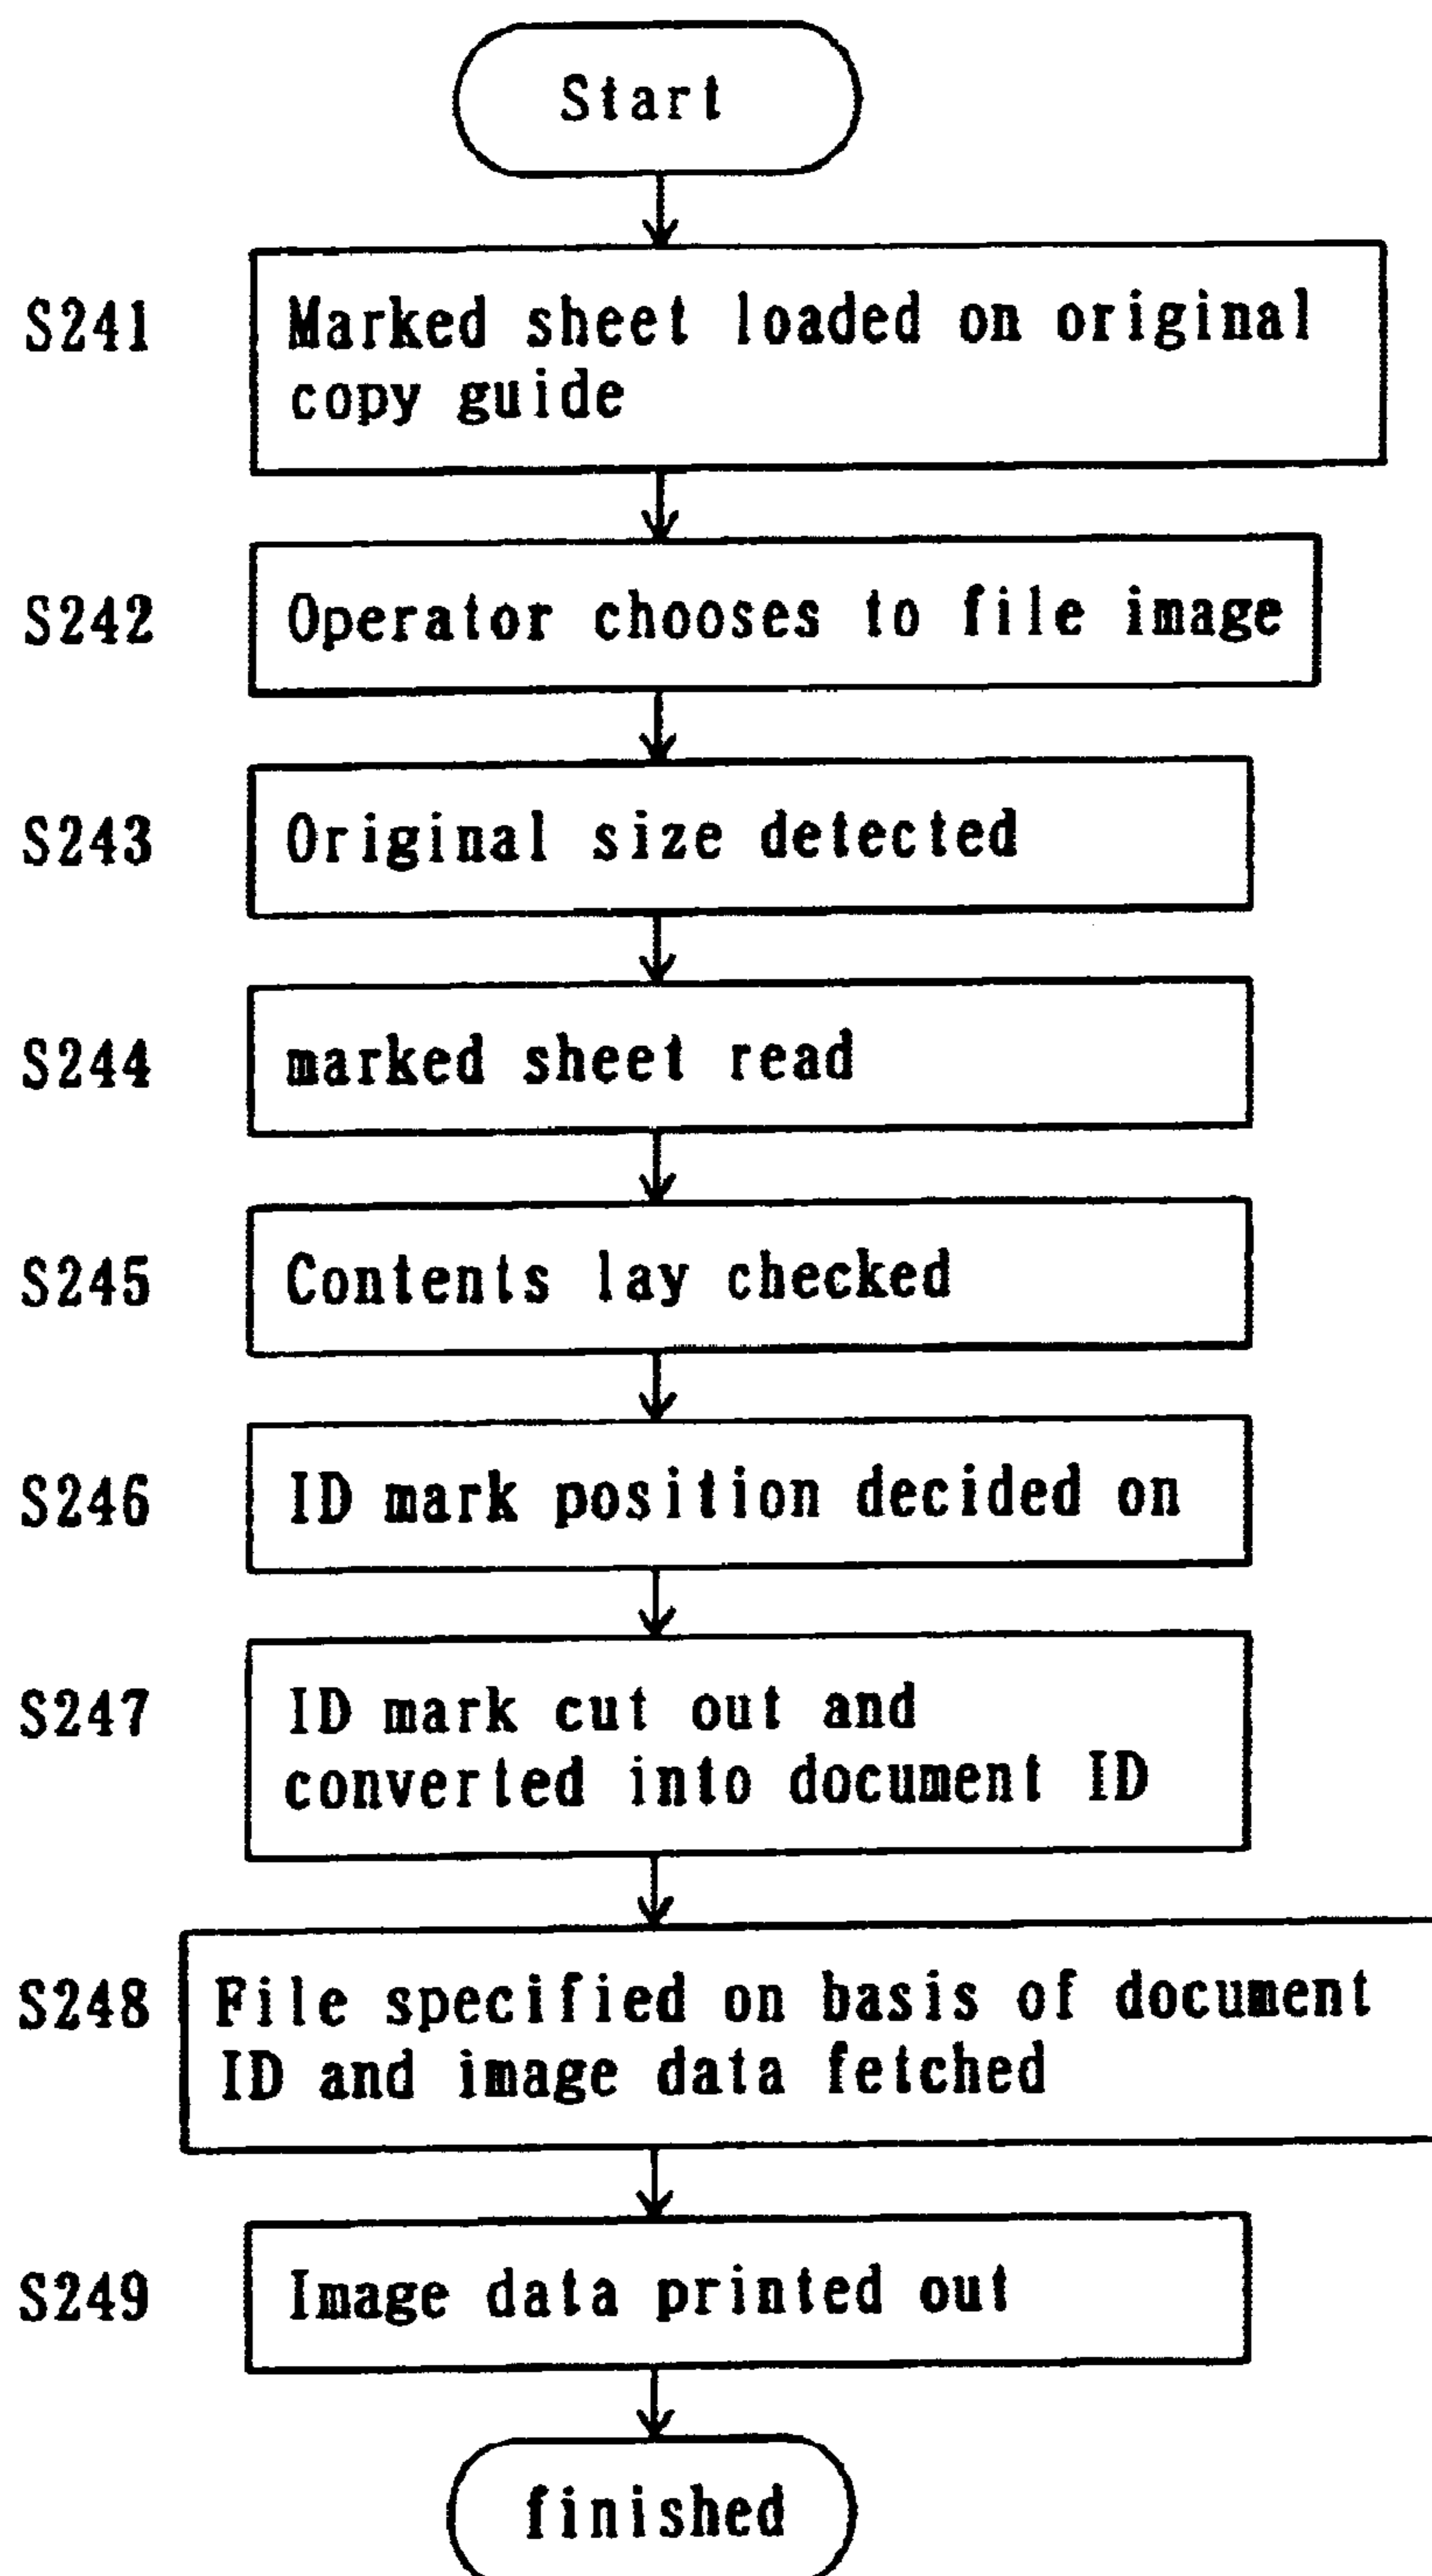 Start
S241 Marked sheet loaded on original
copy guide
S242 Operator chooses to file image
S243 Original size detected
S244 marked sheet read
S245 Contents lay checked
S246 ID mark position decided on
S247 ID mark cut out and
converted into document ID
S248 File specified on basis of document
ID and image data fetched
S249 Image data printed out
finished